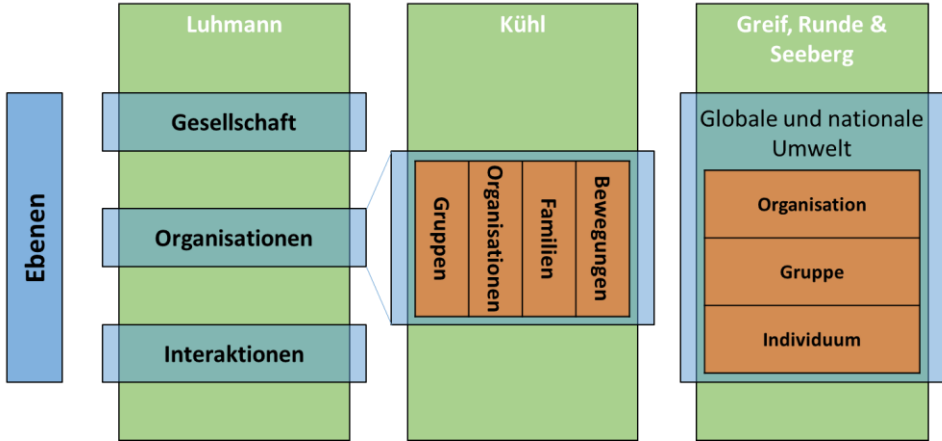 Luhmann
Kühl
Greif, Runde &
Seeberg
Ebenen
Gesellschaft
Organisationen
Interaktionen
Gruppen
Organisationen
Familien
Bewegungen
Globale und nationale
Umwelt
Organisation
Gruppe
Individuum